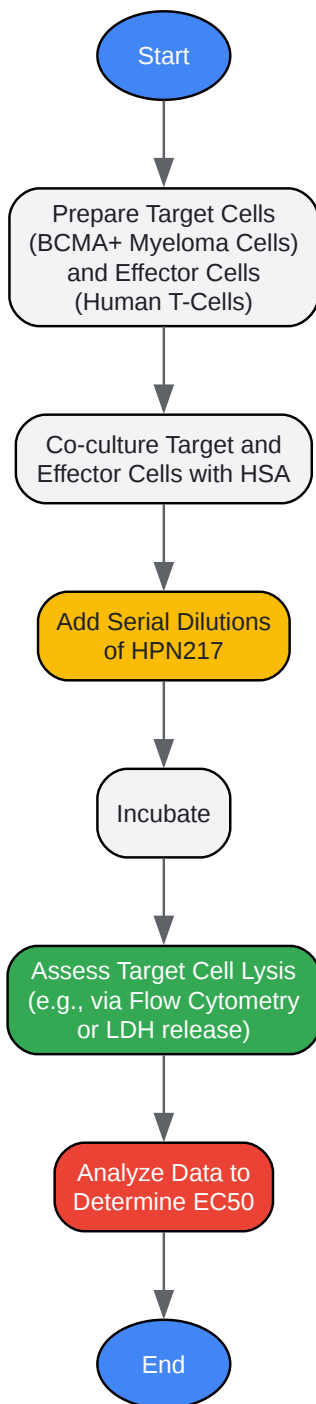 Start
Prepare Target Cells
(BCMA+ Myeloma Cells)
and Effector Cells
(Human T-Cells)
Co-culture Target and
Effector Cells with HSA
Add Serial Dilutions
of HPN217
Incubate
Assess Target Cell Lysis
(e.g., via Flow Cytometry
or LDH release)
Analyze Data to
Determine EC50
End